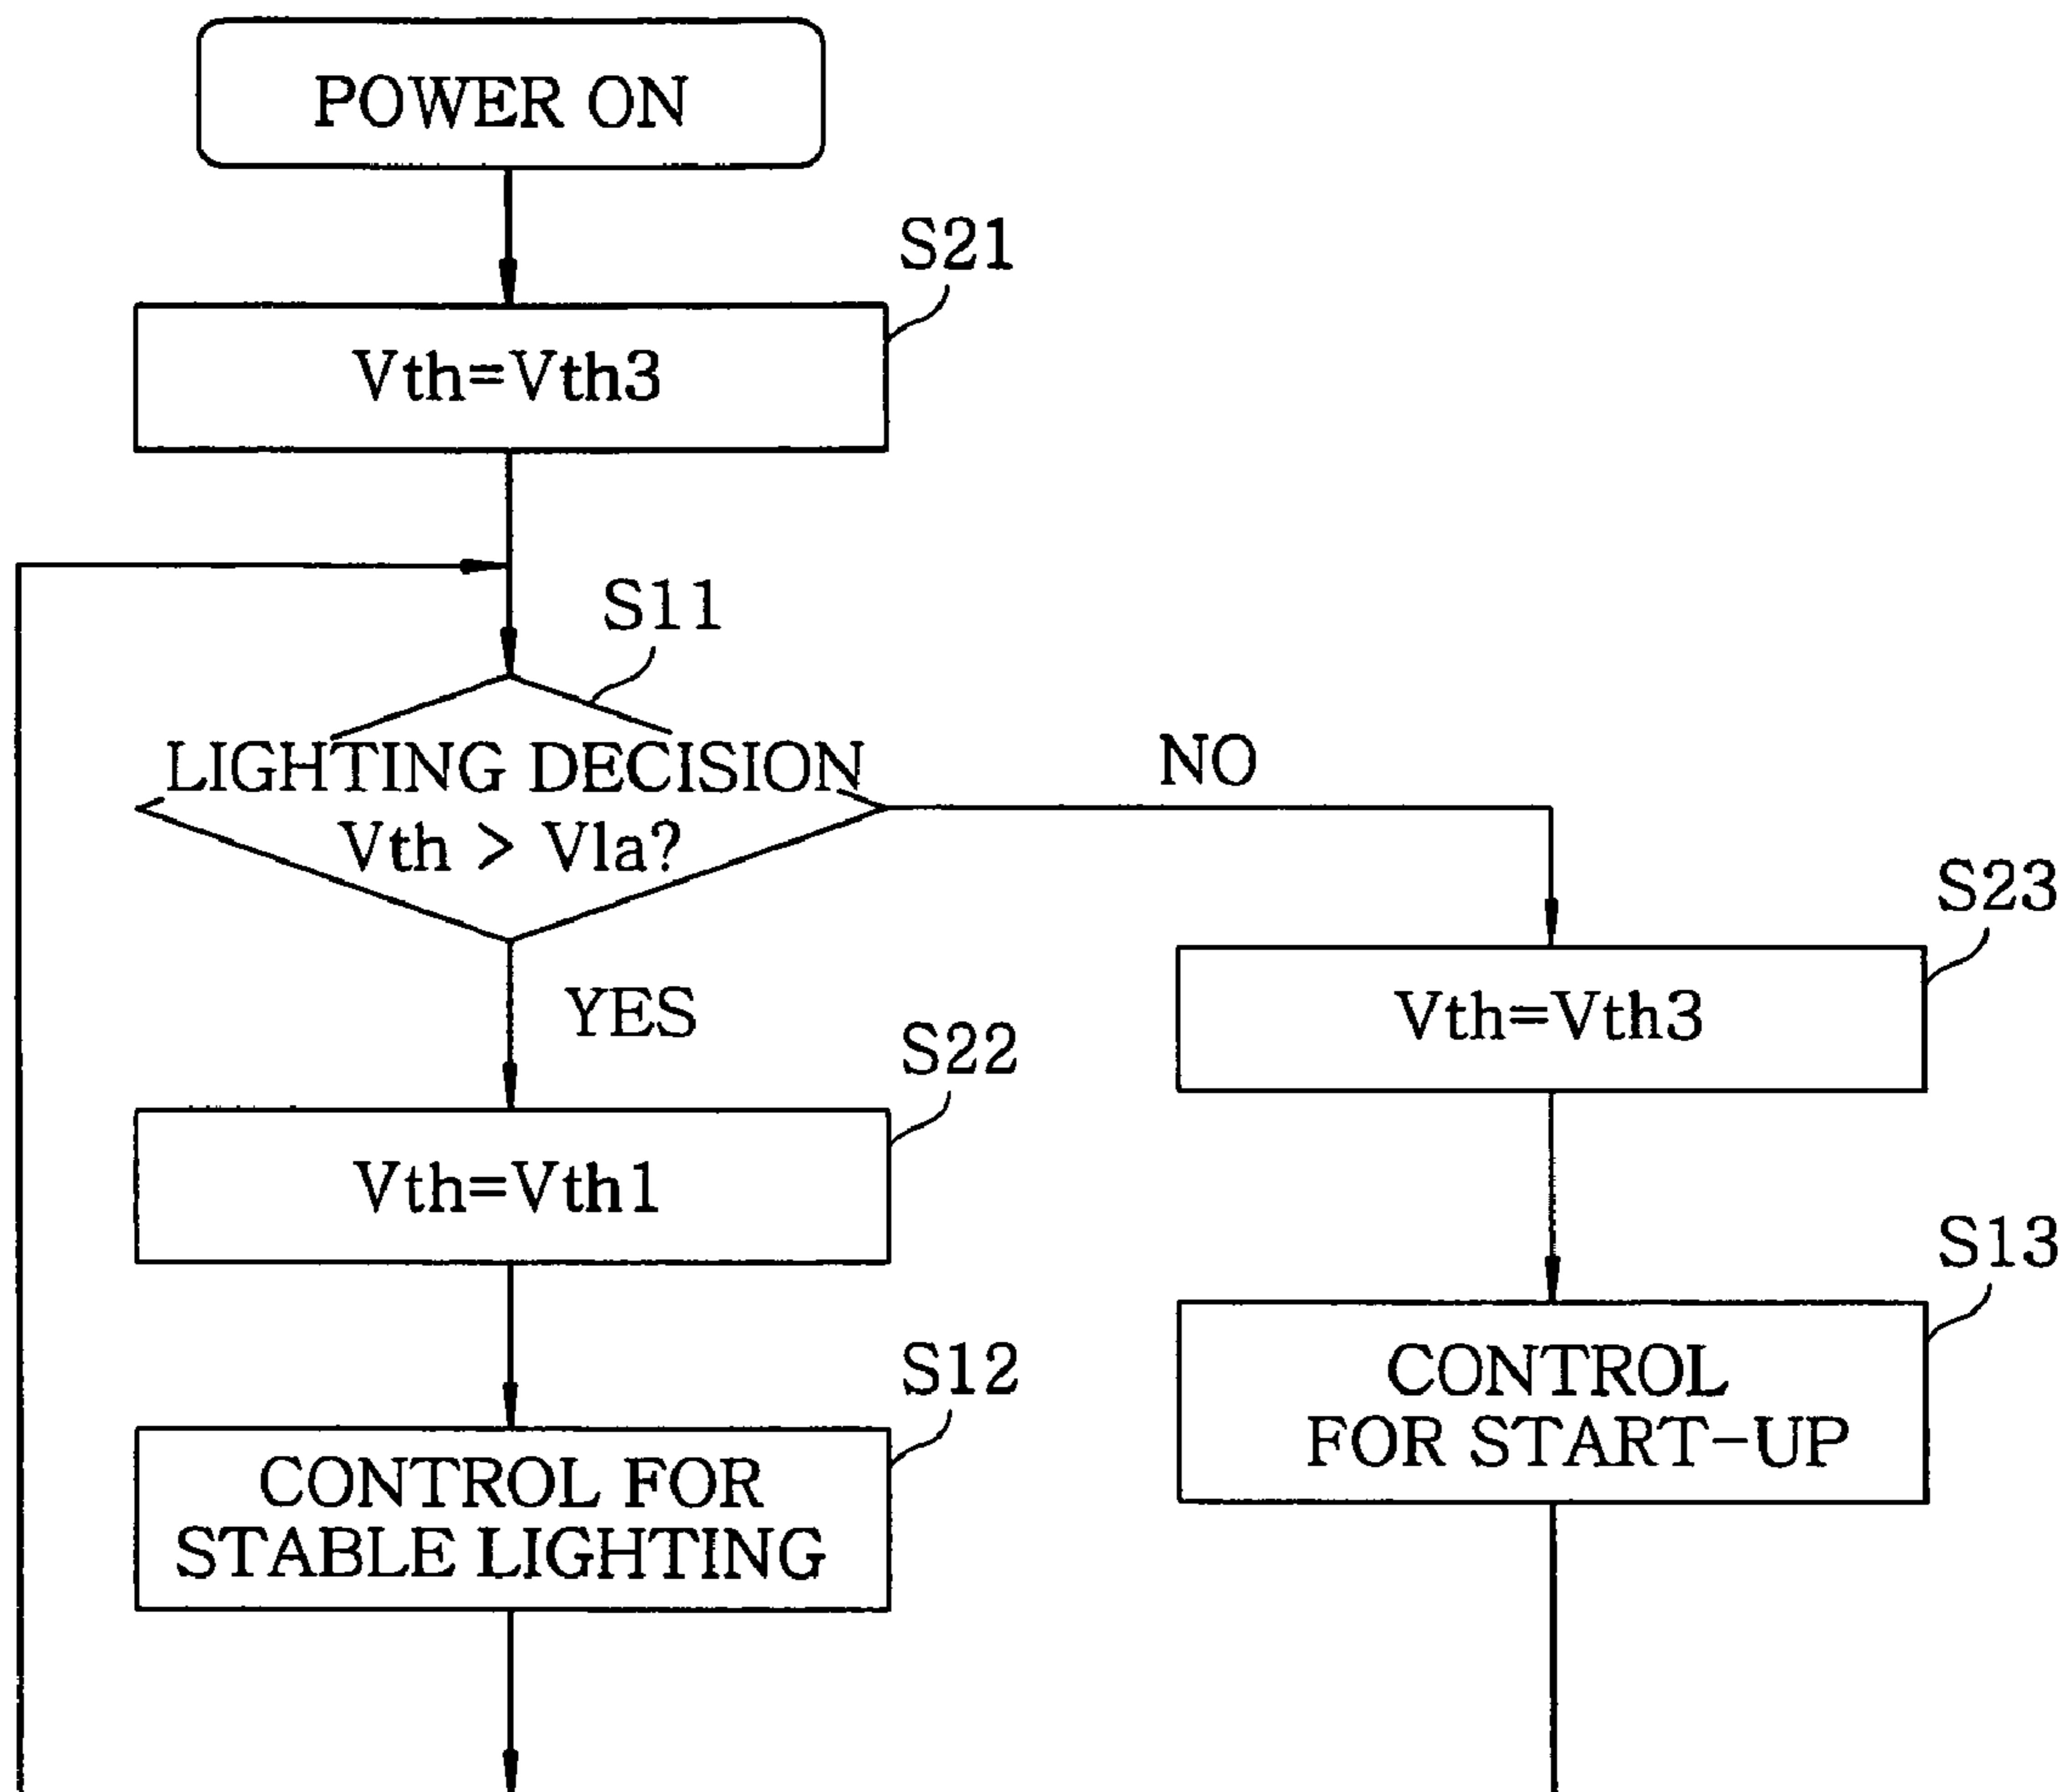 POWER ON
S21
Vth=Vth3
S11
LIGHTING DECISION
Vth > Vla?
NO
YES
S23
Vth=Vth3
S22
Vth=Vth1
S13
CONTROL
FOR START-UP
S12
CONTROL FOR
STABLE LIGHTING